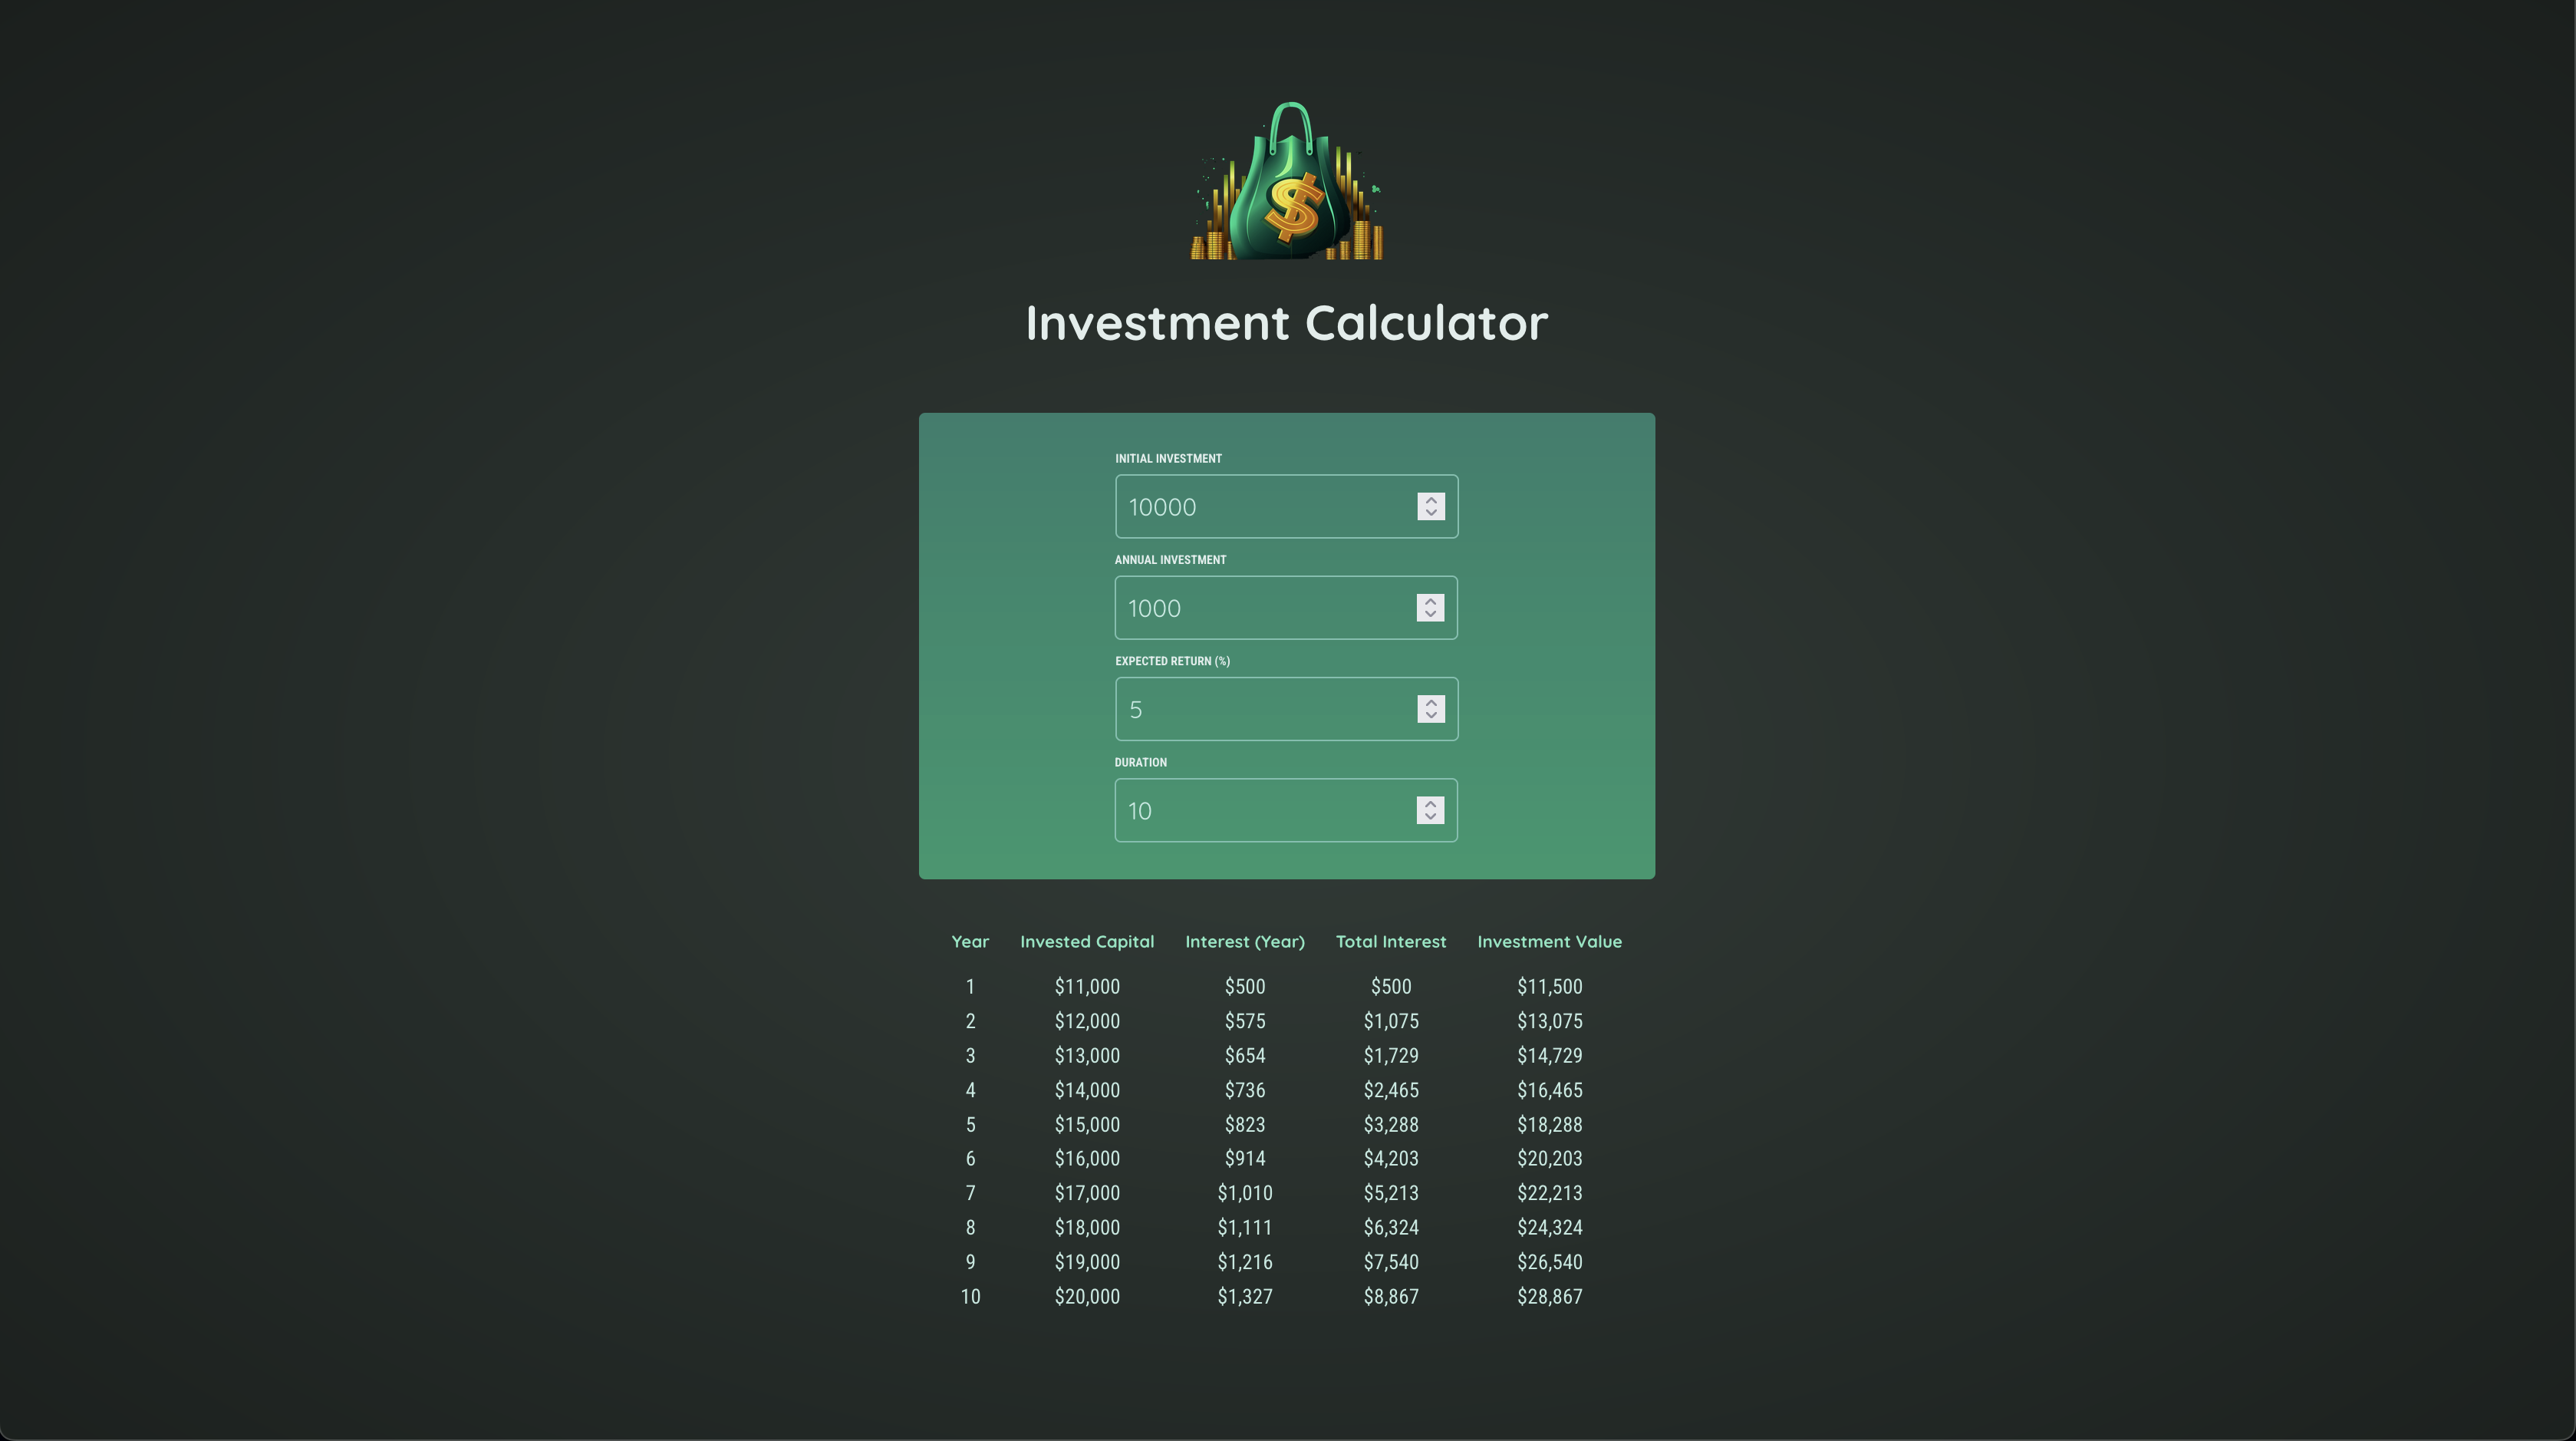 $
Investment Calculator
INITIAL INVESTMENT
10000
ANNUAL INVESTMENT
1000
EXPECTED RETURN (%)
5
DURATION
10
Year Invested Capital Interest (Year) Total Interest Investment Value
1 $11,000 $500 $500 $11,500
2 $12,000 $575 $1,075 $13,075
3 $13,000 $654 $1,729 $14,729
4 $14,000 $736 $2,465 $16,465
5 $15,000 $823 $3,288 $18,288
6 $16,000 $914 $4,203 $20,203
7 $17,000 $1,010 $5,213 $22,213
8 $18,000 $1,111 $6,324 $24,324
9 $19,000 $1,216 $7,540 $26,540
10 $20,000 $1,327 $8,867 $28,867